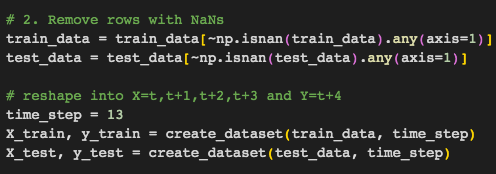 # 2. Remove rows with NaNs
train_data = train_data[~np.isnan(train_data).any(axis=1)]
test_data = test_data[~np.isnan(test_data).any(axis=1)]
# reshape into X=t,t+1,t+2,t+3 and Y=t+4
time_step = 13
X_train, y_train = create_dataset(train_data, time_step)
X_test, y_test = create_dataset(test_data, time_step)